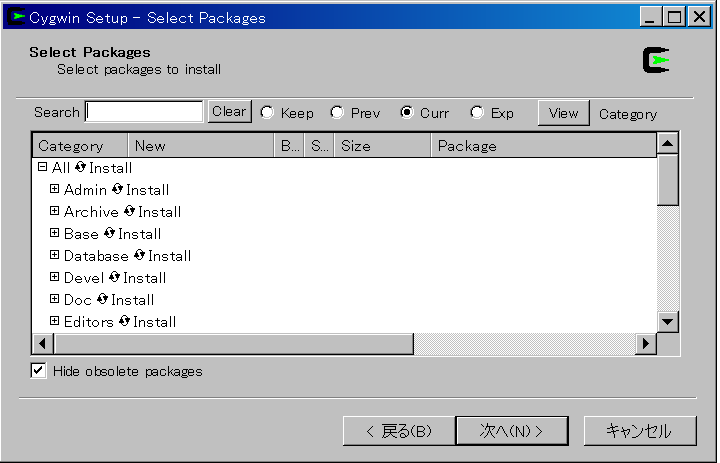 Cygwin Setup - Select Packages
Select Packages
Select packages to install
Search Clear Keep Prev Curr Exp View Category
Category New B... S... Size Package
All Install
Admin Install
Archive Install
Base Install
Database Install
Devel Install
Doc Install
Editors Install
Hide obsolete packages
< 戻る(B) 次へ(N) > キャンセル